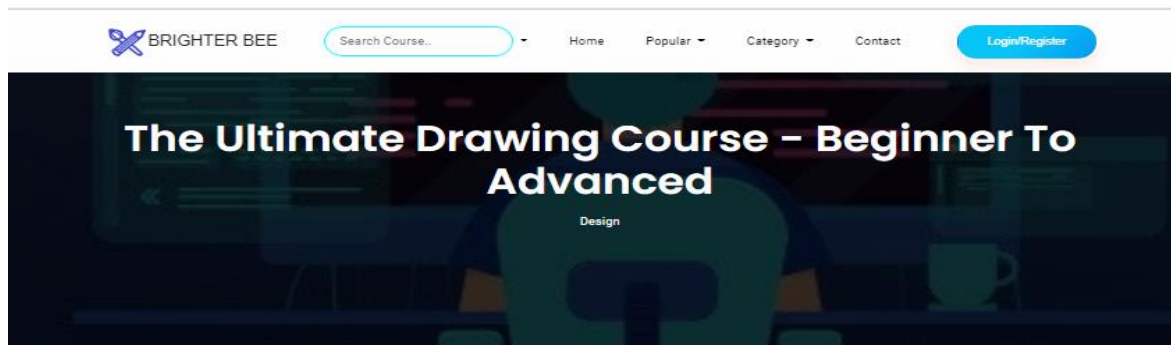 BRIGHTER BEE
Search Course..
Home
Popular
Category
Contact
Login/Register
The Ultimate Drawing Course - Beginner To
Advanced
Design